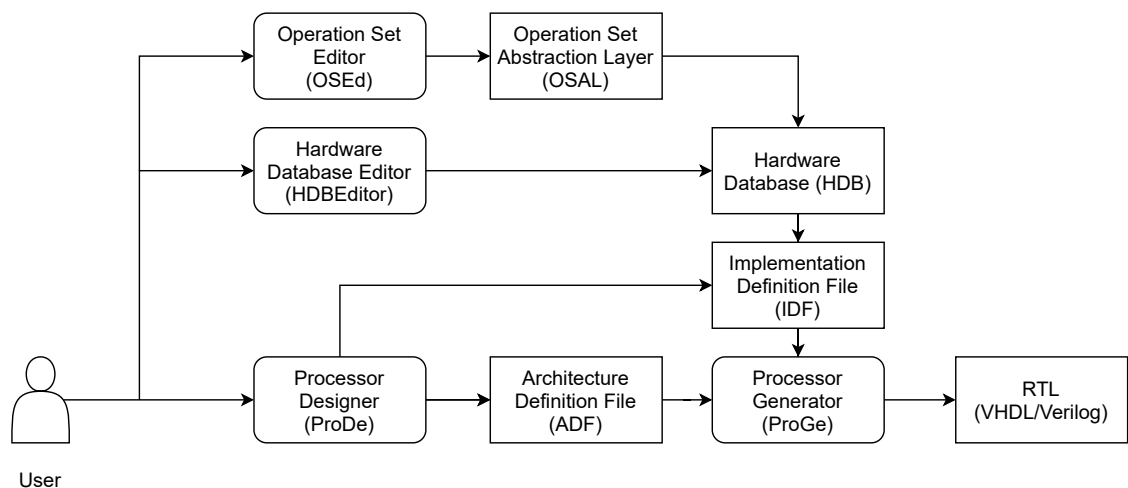 Operation Set
Editor
(OSEd)
Operation Set
Abstraction Layer
(OSAL)
Hardware
Database Editor
(HDBEditor)
Hardware
Database (HDB)
Implementation
Definition File
(IDF)
Processor
Designer
(ProDe)
Architecture
Definition File
(ADF)
Processor
Generator
(ProGe)
RTL
(VHDL/Verilog)
User